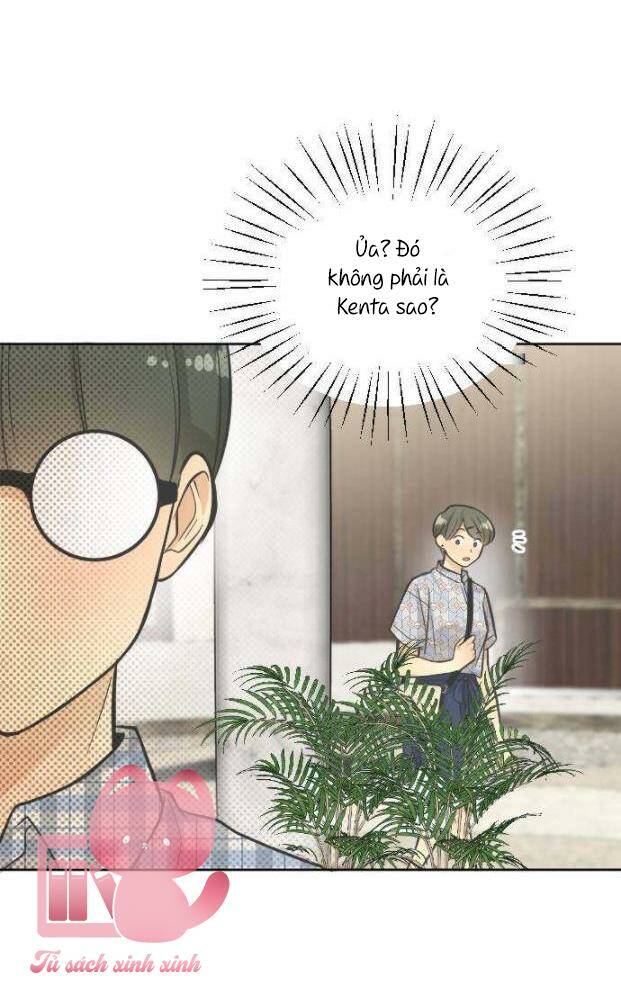 Ủa? Đó
không phải là
Kenta sao?
Tủ sách xinh xinh